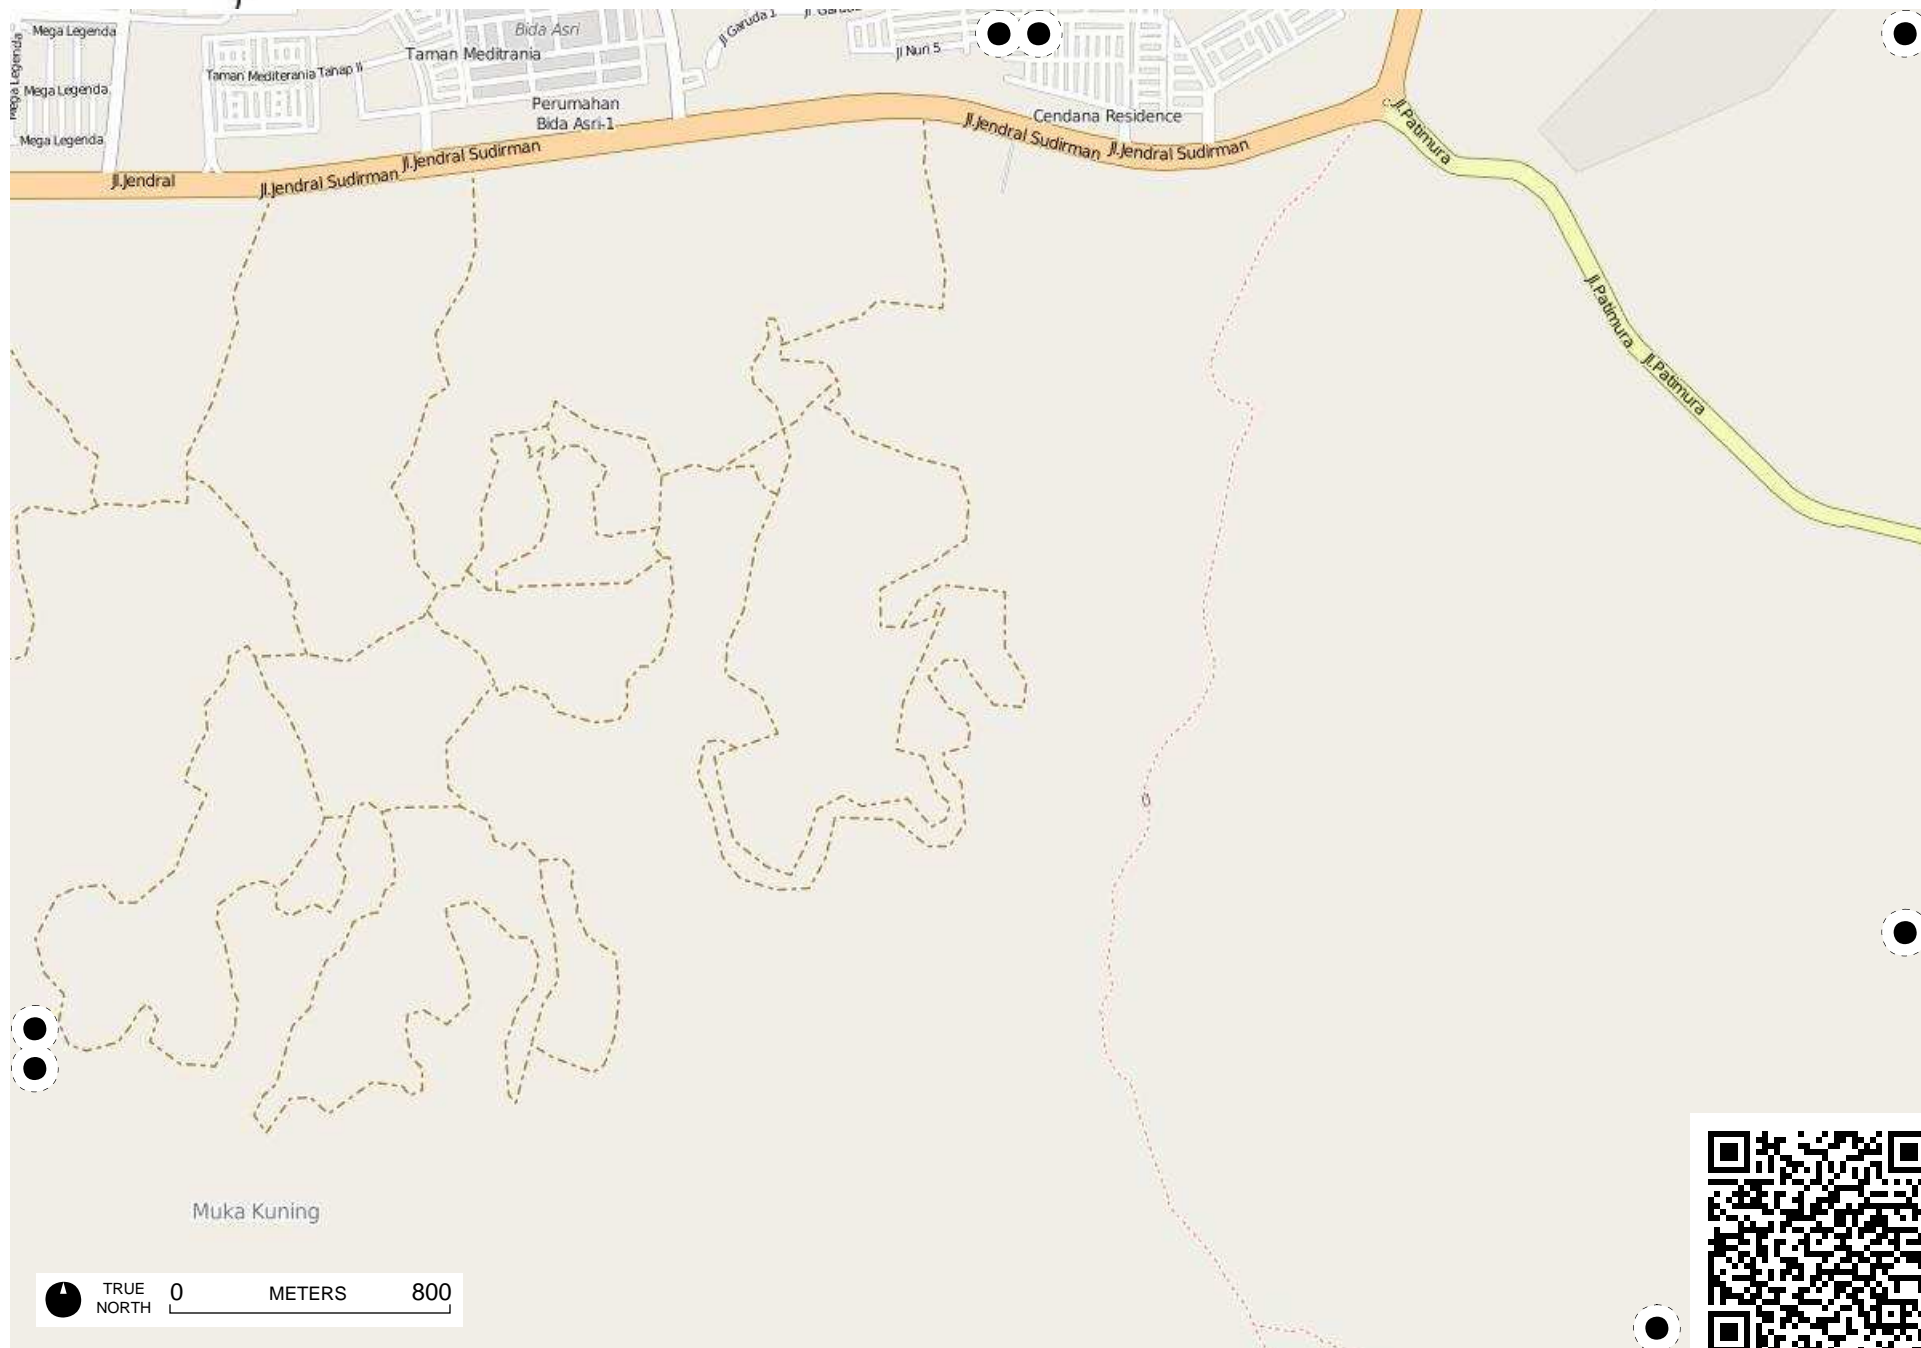 Mega Legenda
Mega Legenda
Mega Legenda
Mega Legenda
Taman Mediterania Tahap II
Bida Asri
Taman Meditrania
Perumahan
Bida Asri-1
Jl Garuda 1
Jl Nuri 5
Cendana Residence
Jl.Jendral
Jl.Jendral Sudirman
Jl.Jendral Sudirman
Jl.Jendral Sudirman
Jl.Jendral Sudirman
Jl.Patimura
Jl.Patimura
Jl.Patimura
Muka Kuning
TRUE
NORTH
0 METERS 800